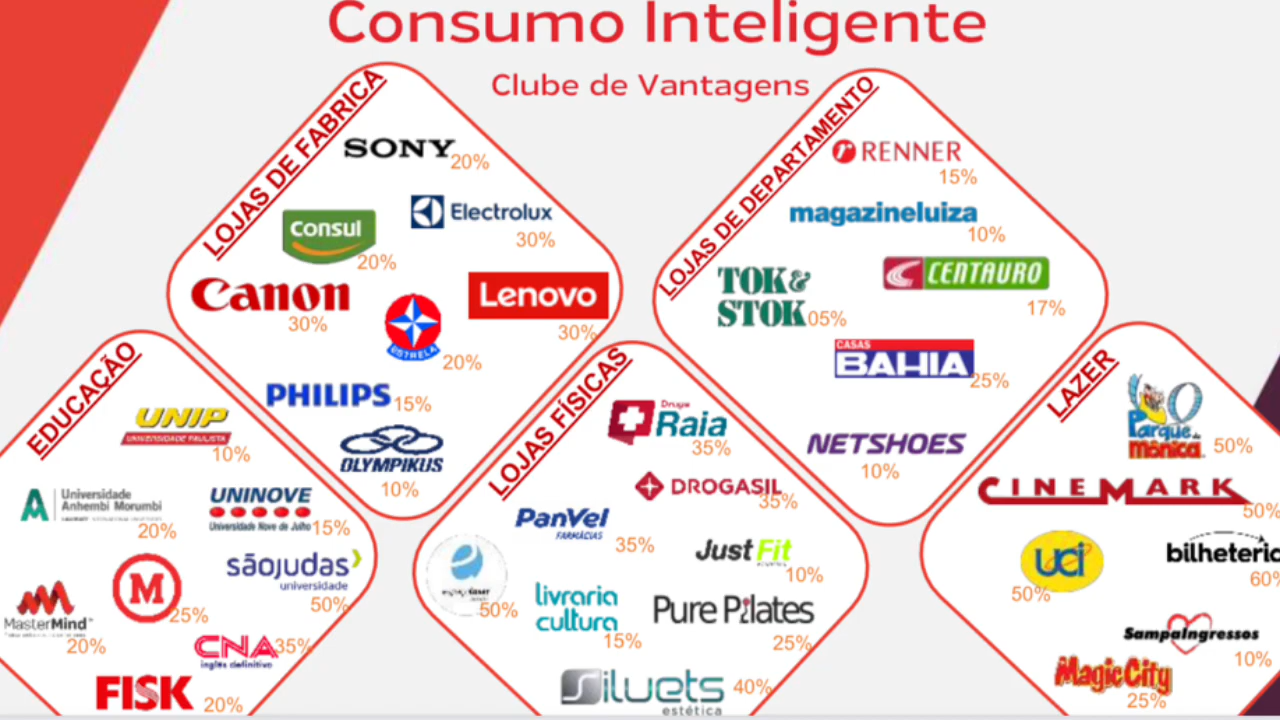 Consumo Inteligente
Clube de Vantagens
LOJAS DE FABRICA
SONY
20%
Electrolux
30%
Consul
20%
Canon
30%
Lenovo
30%
ESTRELA
20%
PHILIPS
15%
OLYMPIKUS
10%
LOJAS DE DEPARTAMENTO
RENNER
15%
magazineluiza
10%
CENTAURO
17%
TOK&
STOK
05%
CASAS
BAHIA
25%
NETSHOES
10%
EDUCAÇÃO
UNIP
UNIVERSIDADE PAULISTA
10%
Universidade
Anhembi Morumbi
20%
UNINOVE
Universidade Nove de Julho
15%
sãojudas
universidade
50%
M
25%
MasterMind
20%
CNA
inglês definitivo
35%
FISK
20%
LOJAS FÍSICAS
Droga
Raia
35%
DROGASIL
35%
PanVel
FARMÁCIAS
35%
Just Fit
10%
50%
livraria
cultura
15%
Pure Pilates
25%
Siluets
estética
40%
LAZER
Parque da
Mônica
50%
CINEMARK
50%
uci
50%
bilheteria
60%
SampaIngressos
10%
MagicCity
25%